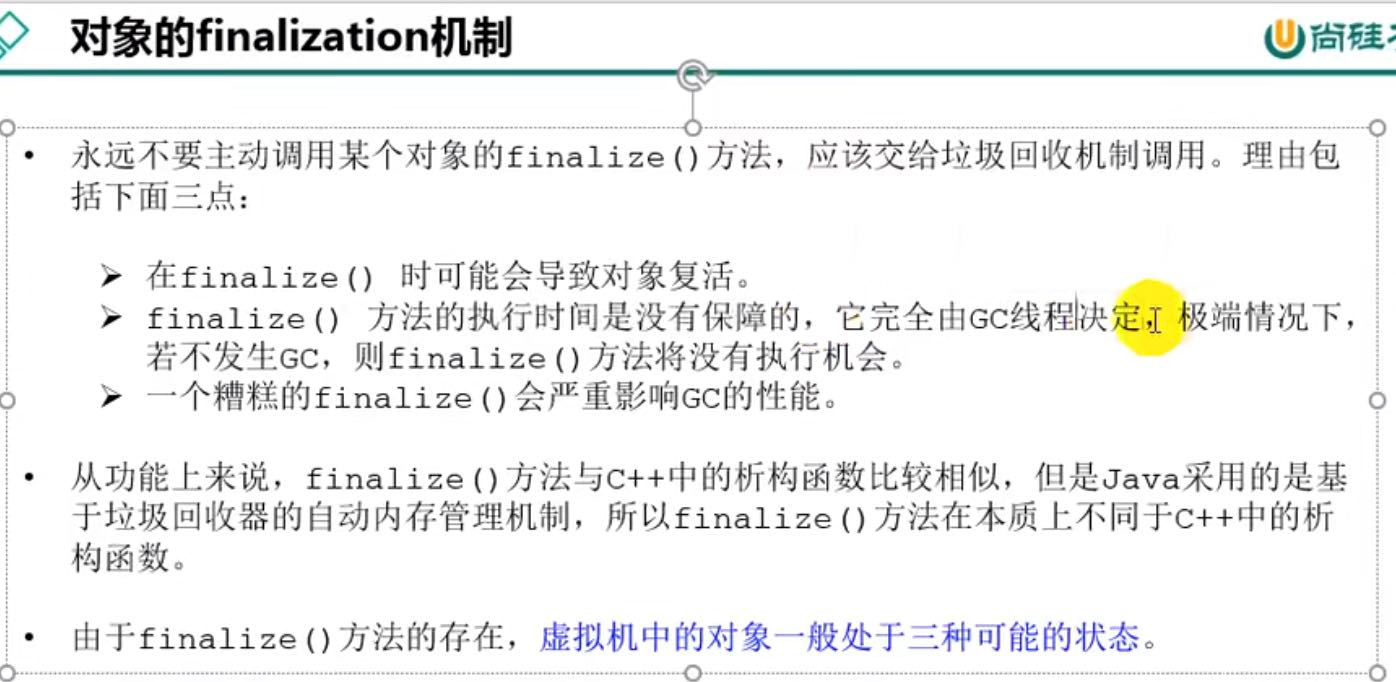 对象的finalization机制
尚硅
• 永远不要主动调用某个对象的finalize()方法，应该交给垃圾回收机制调用。理由包
括下面三点：
➢ 在finalize() 时可能会导致对象复活。
➢ finalize() 方法的执行时间是没有保障的，它完全由GC线程决定，极端情况下，
若不发生GC，则finalize()方法将没有执行机会。
➢ 一个糟糕的finalize()会严重影响GC的性能。
• 从功能上来说，finalize()方法与C++中的析构函数比较相似，但是Java采用的是基
于垃圾回收器的自动内存管理机制，所以finalize()方法在本质上不同于C++中的析
构函数。
• 由于finalize()方法的存在，虚拟机中的对象一般处于三种可能的状态。